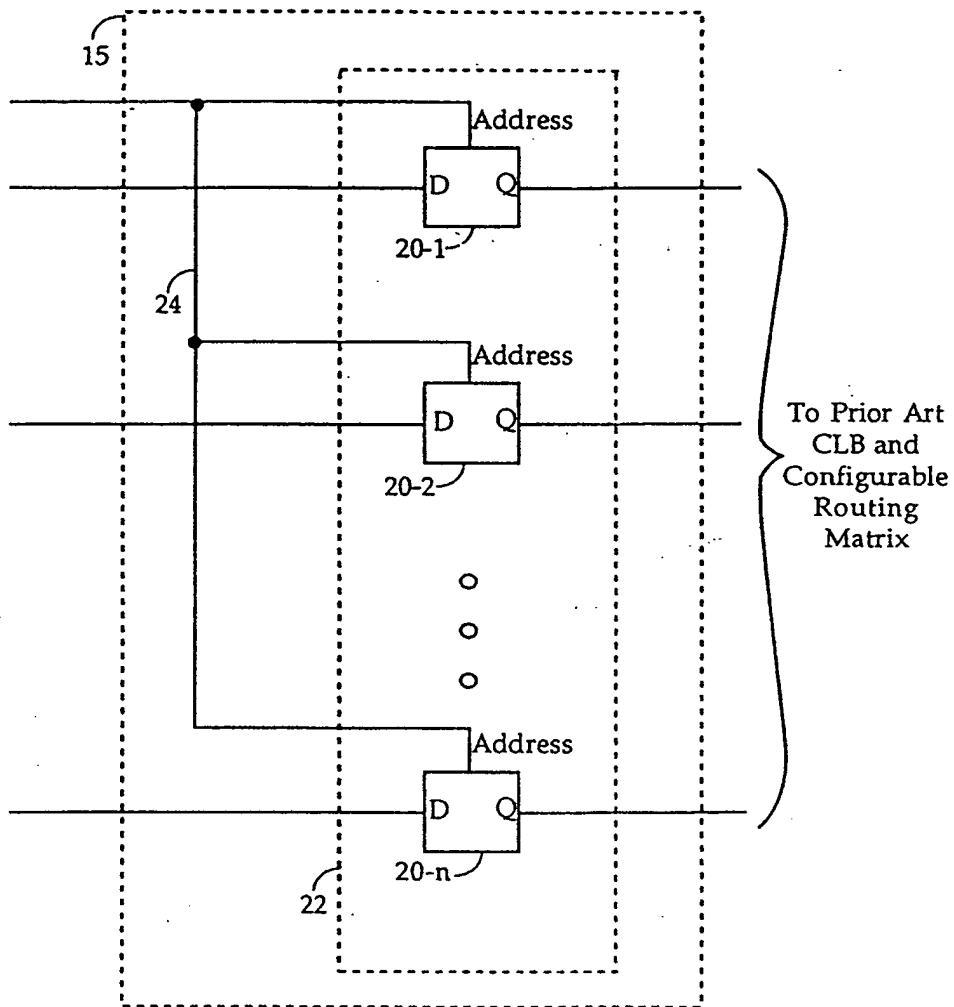 15
Address
D Q
20-1
24
Address
D Q
20-2
To Prior Art
CLB and
Configurable
Routing
Matrix
Address
D Q
20-n
22